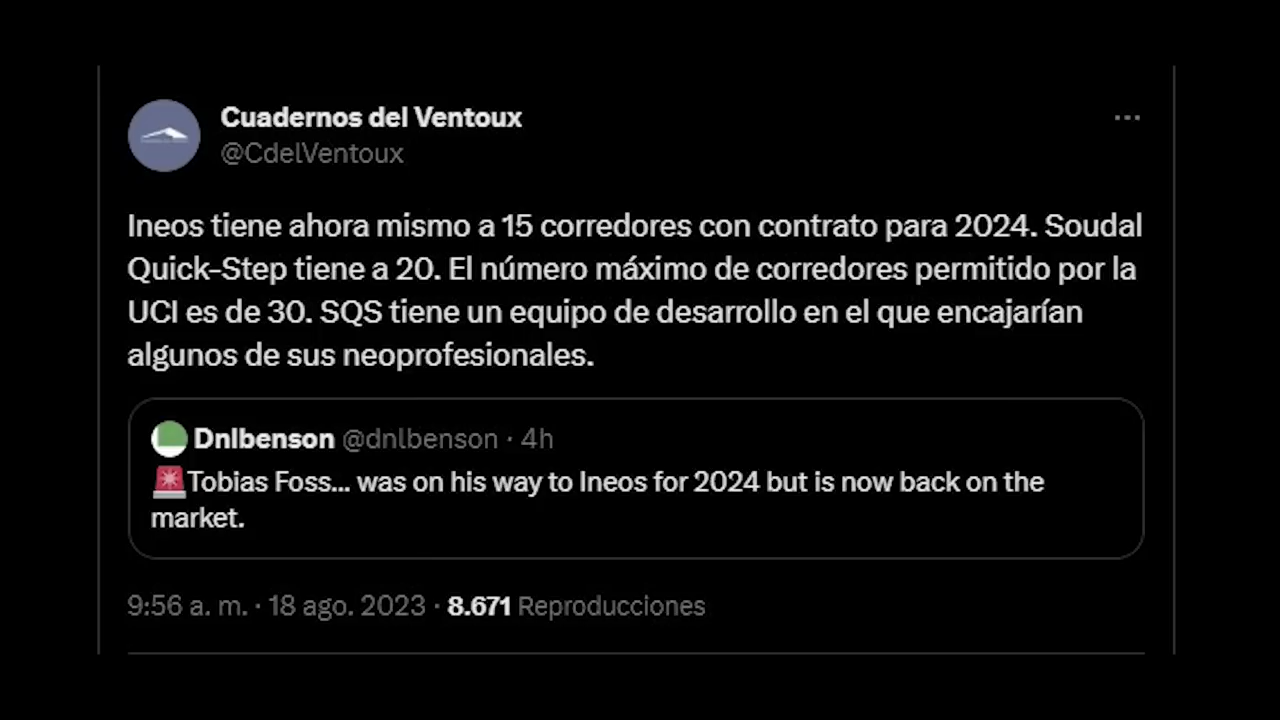 Cuadernos del Ventoux
@CdelVentoux
Ineos tiene ahora mismo a 15 corredores con contrato para 2024. Soudal
Quick-Step tiene a 20. El número máximo de corredores permitido por la
UCI es de 30. SQS tiene un equipo de desarrollo en el que encajarían
algunos de sus neoprofesionales.
Dnlbenson @dnlbenson · 4h
🚨Tobias Foss... was on his way to Ineos for 2024 but is now back on the
market.
9:56 a. m. · 18 ago. 2023 · 8.671 Reproducciones